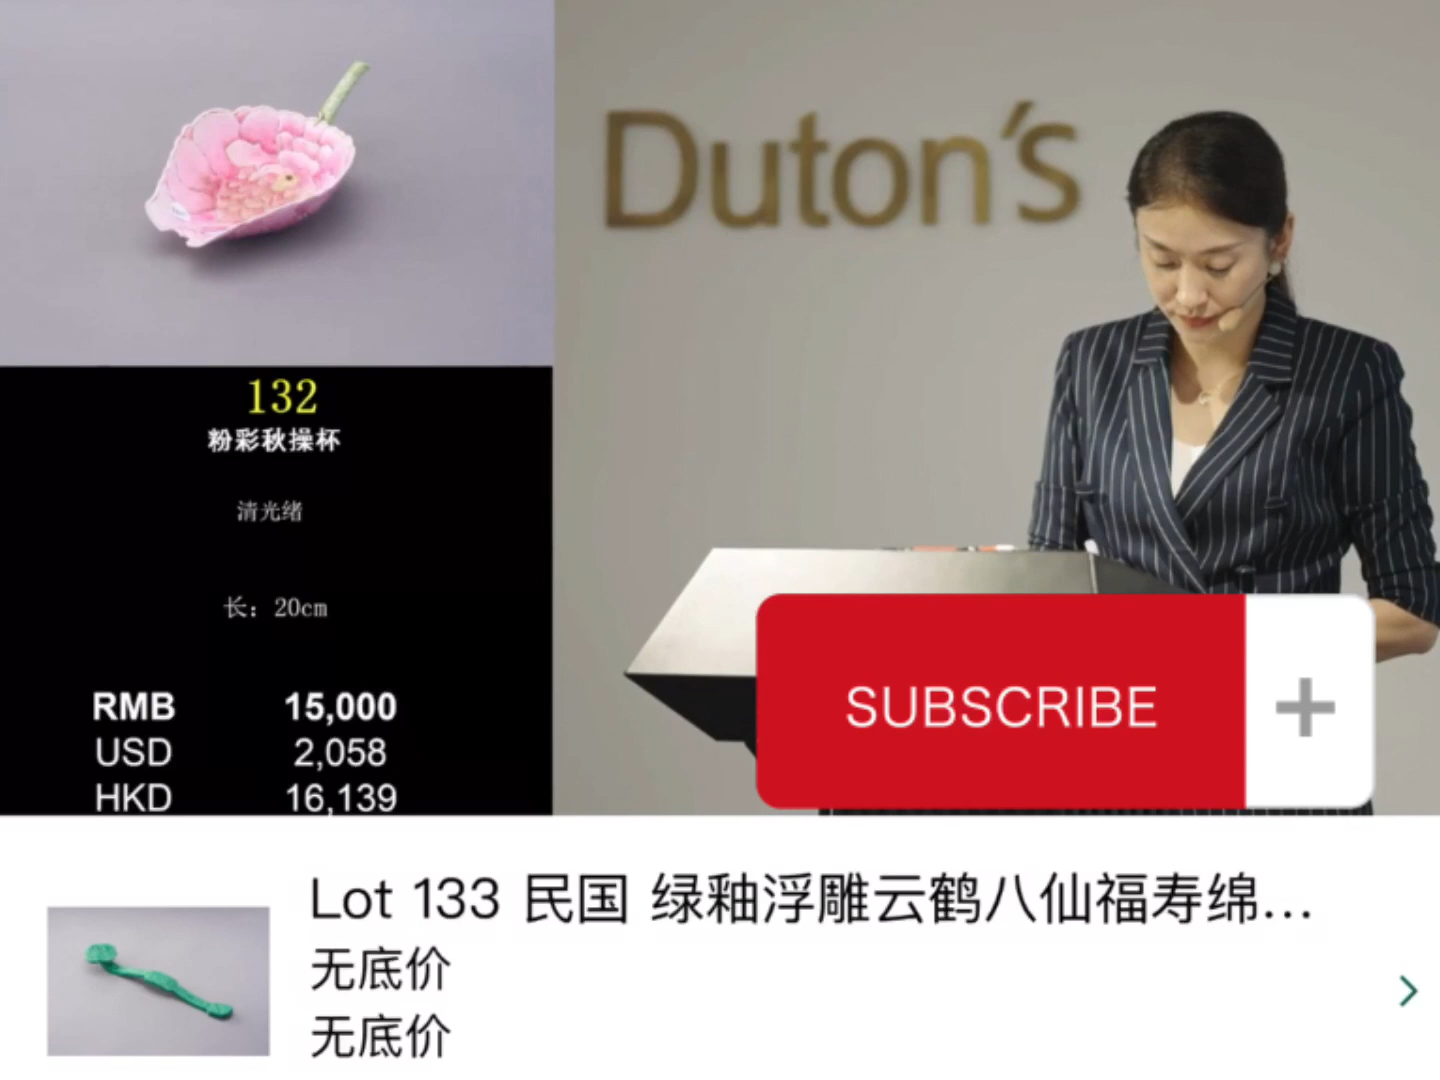 Duton's
132
粉彩秋操杯
清光绪
长：20cm
RMB 15,000
USD 2,058
HKD 16,139
SUBSCRIBE +
Lot 133 民国 绿釉浮雕云鹤八仙福寿绵...
无底价
无底价